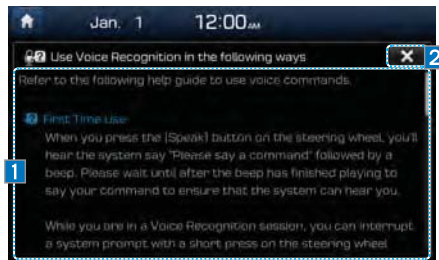 Jan. 1 12:00 AM
Use Voice Recognition in the following ways
2
Refer to the following help guide to use voice commands.
First Time Use
When you press the [Speak] button on the steering wheel, you'll
hear the system say "Please say a command" followed by a
beep. Please wait until after the beep has finished playing to
1
say your command to ensure that the system can hear you.
While you are in a Voice Recognition session, you can interrupt
a system prompt with a short press on the steering wheel